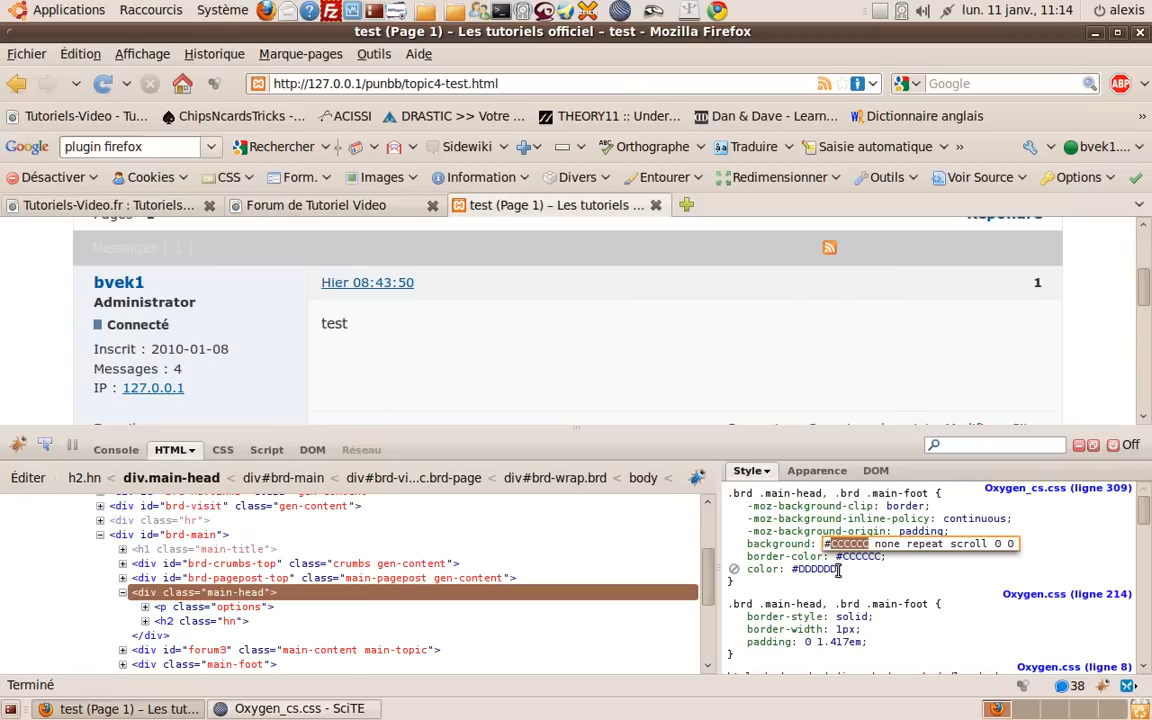 Applications Raccourcis Système lun. 11 janv., 11:14 alexis
test (Page 1) – Les tutoriels officiel – test - Mozilla Firefox
Fichier Édition Affichage Historique Marque-pages Outils Aide
http://127.0.0.1/punbb/topic4-test.html Google ABP
Tutoriels-Video - Tu... ChipsNcardsTricks -... ACISSI DRASTIC >> Votre ... THEORY11 :: Under... Dan & Dave - Learn... Dictionnaire anglais »
Google plugin firefox Rechercher Sidewiki Orthographe Traduire Saisie automatique » bvek1....
Désactiver Cookies CSS Form. Images Information Divers Entourer Redimensionner Outils Voir Source Options
Tutoriels-Video.fr : Tutoriels... Forum de Tutoriel Video test (Page 1) – Les tutoriels ...
Pages 1 Répondre
Messages [ 1 ]
bvek1 Hier 08:43:50 1
Administrator
Connecté test
Inscrit : 2010-01-08
Messages : 4
IP : 127.0.0.1
Console HTML CSS Script DOM Réseau Off
Éditer h2.hn < div.main-head < div#brd-main < div#brd-vi...c.brd-page < div#brd-wrap.brd < body
Style Apparence DOM
<div id="brd-visit" class="gen-content">
<div class="hr">
<div id="brd-main">
<h1 class="main-title">
<div id="brd-crumbs-top" class="crumbs gen-content">
<div id="brd-pagepost-top" class="main-pagepost gen-content">
<div class="main-head">
<p class="options">
<h2 class="hn">
</div>
<div id="forum3" class="main-content main-topic">
<div class="main-foot">
.brd .main-head, .brd .main-foot { Oxygen_cs.css (ligne 309)
-moz-background-clip: border;
-moz-background-inline-policy: continuous;
-moz-background-origin: padding;
background: #CCCCCC none repeat scroll 0 0
border-color: #CCCCCC;
color: #DDDDDD
}
Oxygen.css (ligne 214)
.brd .main-head, .brd .main-foot {
border-style: solid;
border-width: 1px;
padding: 0 1.417em;
}
Oxygen.css (ligne 8)
Terminé 38
test (Page 1) – Les tut... Oxygen_cs.css - SciTE